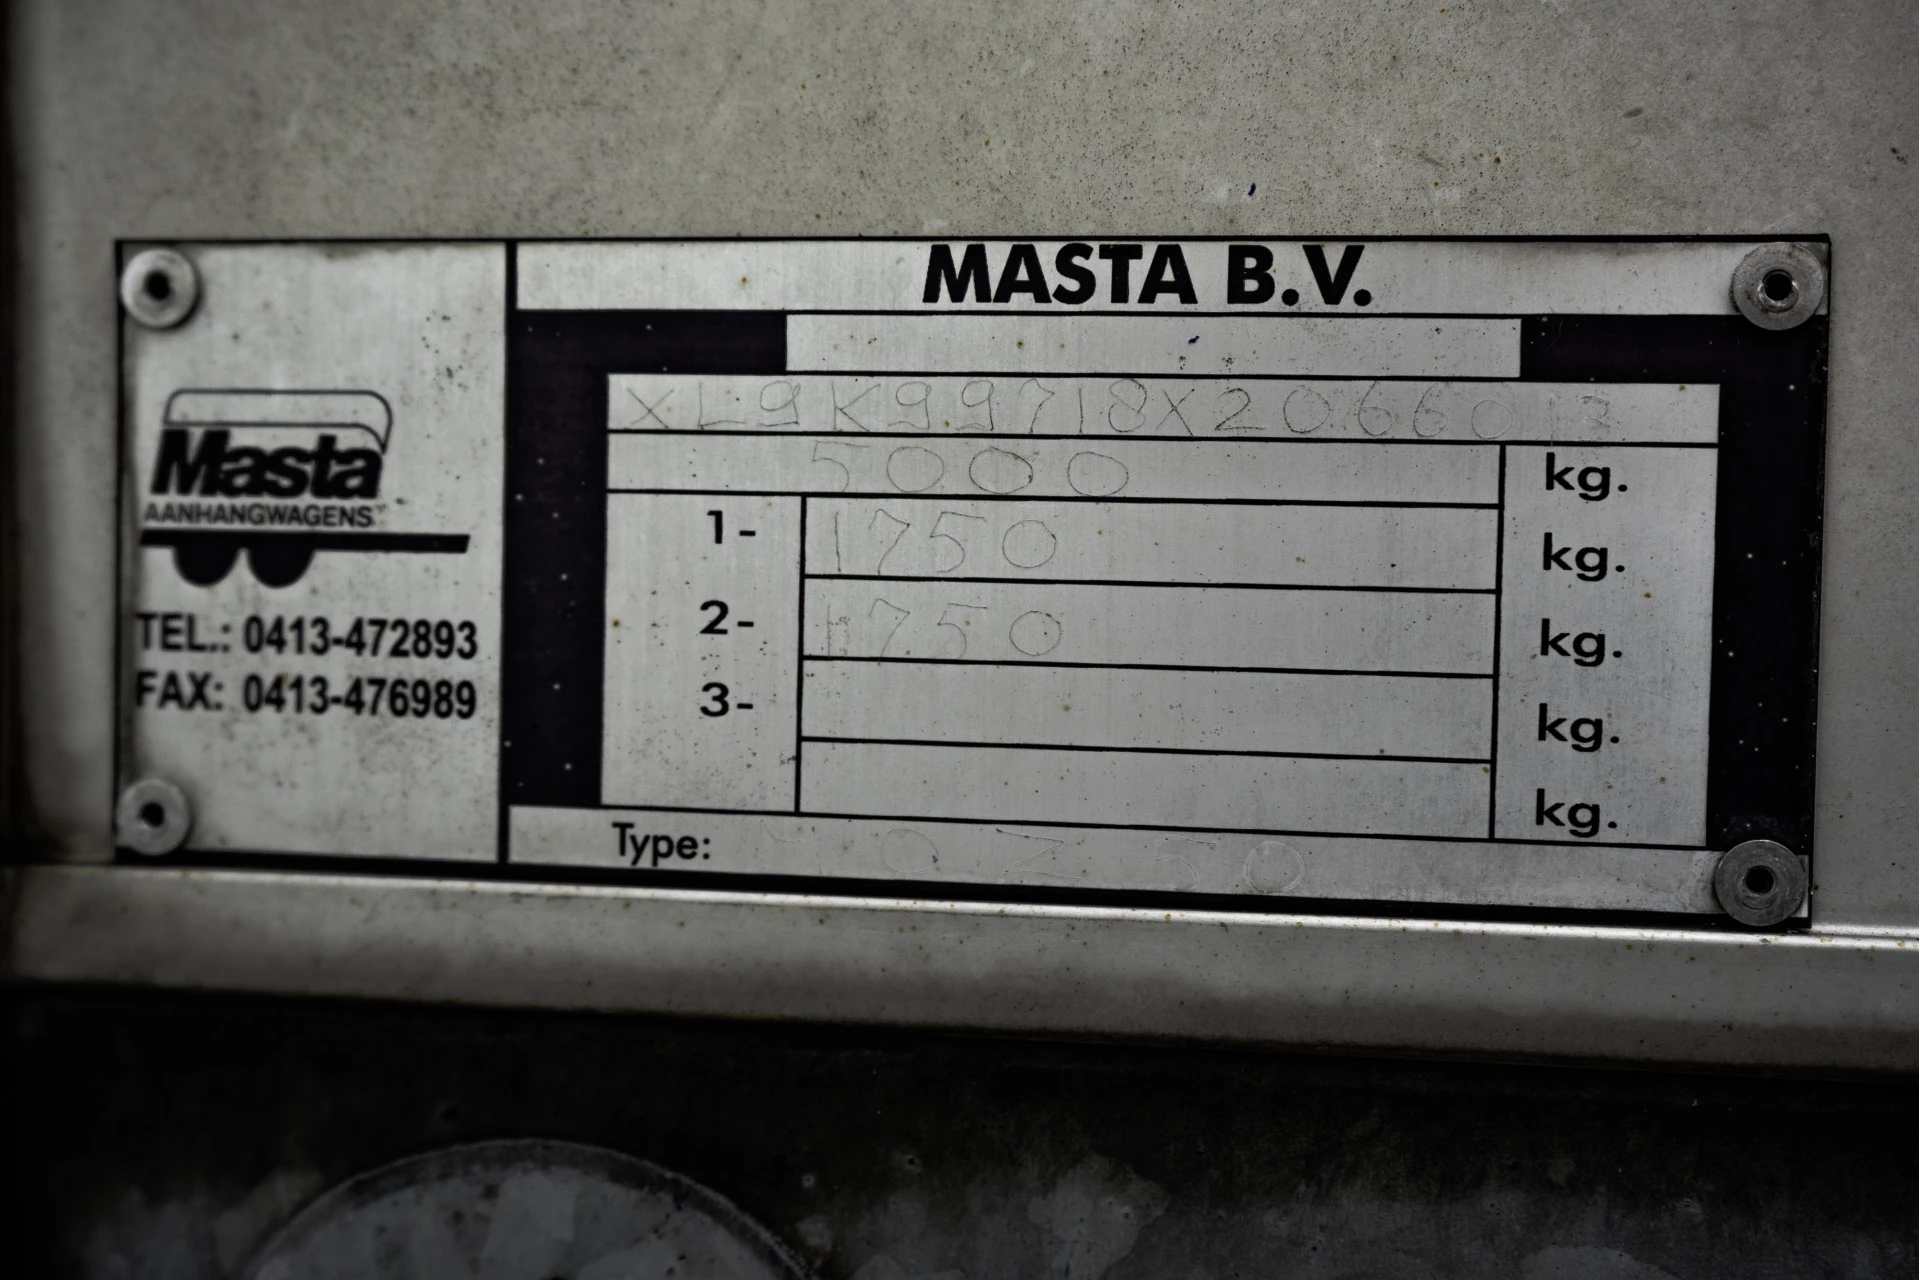 MASTA B.V.
Masta
AANHANGWAGENS
TEL.: 0413-472893
FAX: 0413-476989
XL9K99718X2066013
5000 kg.
1- 1750 kg.
2- 1750 kg.
3- kg.
kg.
Type: